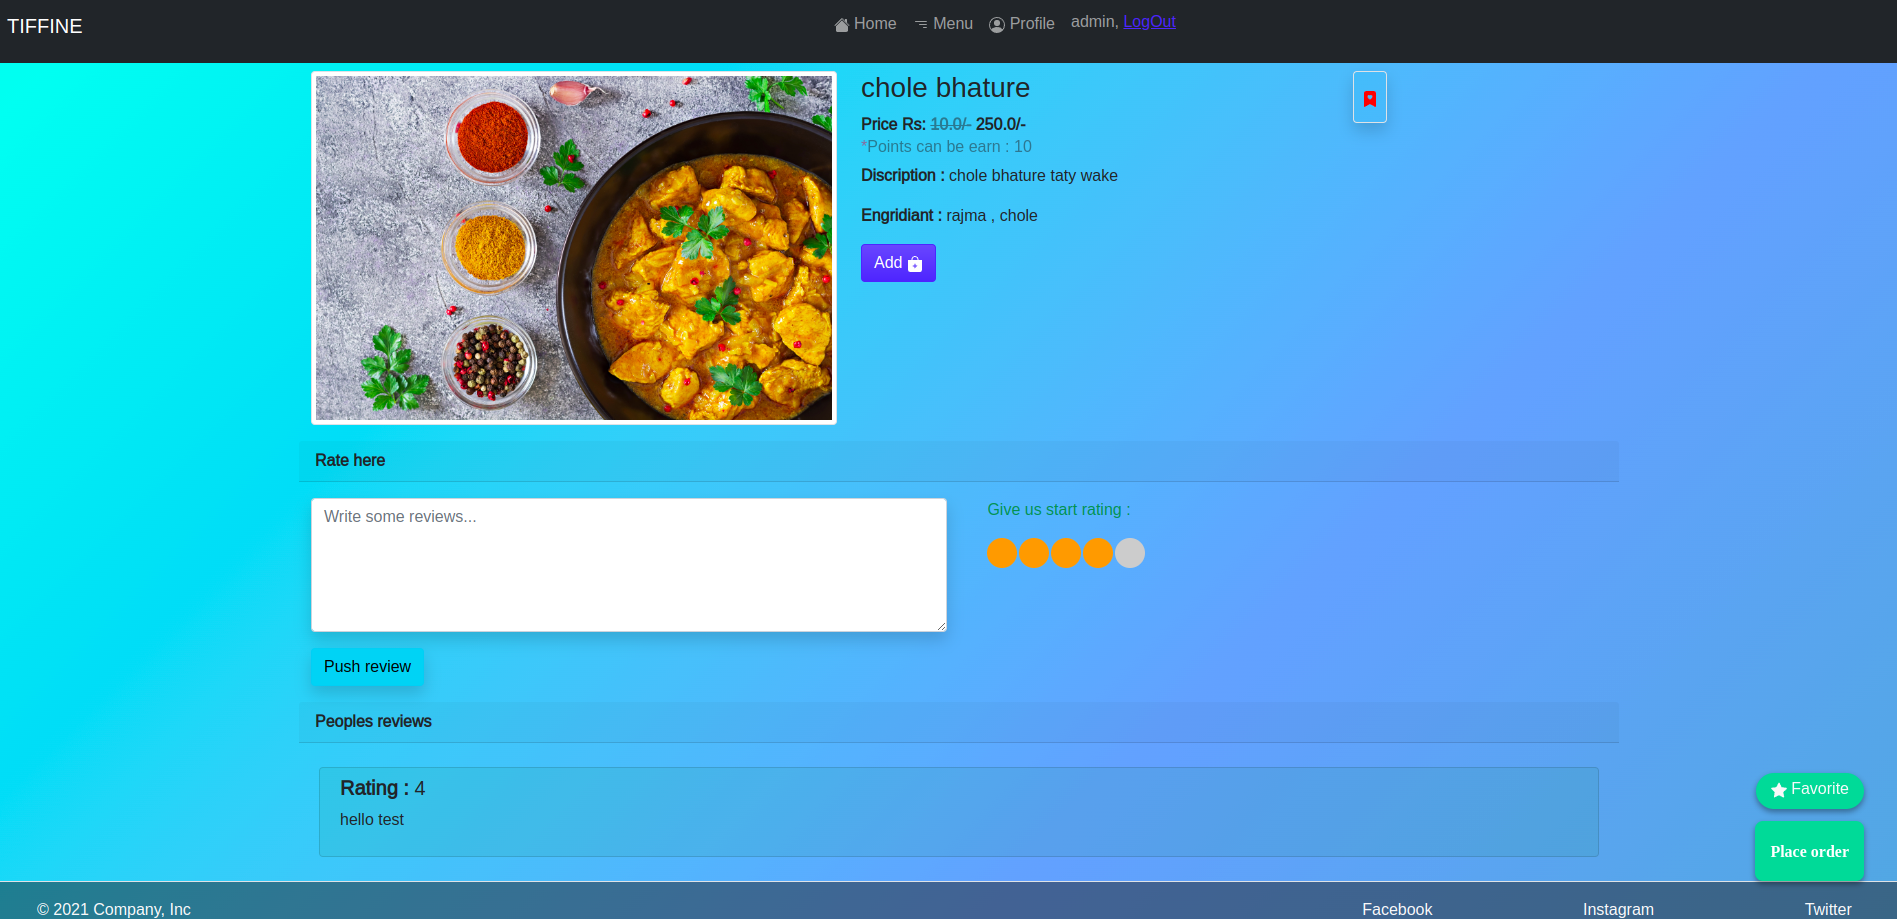 TIFFINE
Home
Menu
Profile
admin, LogOut
chole bhature
Price Rs: 10.0/- 250.0/-
*Points can be earn : 10
Discription : chole bhature taty wake
Engridiant : rajma , chole
Add
Rate here
Write some reviews...
Give us start rating :
Push review
Peoples reviews
Rating : 4
hello test
Favorite
Place order
© 2021 Company, Inc
Facebook
Instagram
Twitter